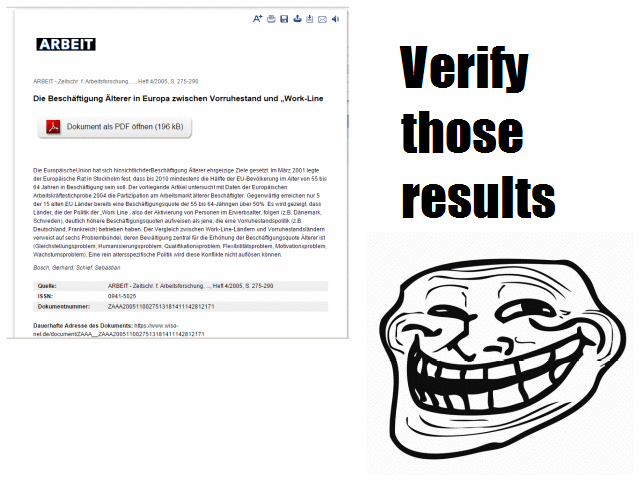 ARBEIT
ARBEIT - Zeitschr. f. Arbeitsforschung, ..., Heft 4/2005, S. 275-290
Die Beschäftigung Älterer in Europa zwischen Vorruhestand und „Work-Line
Dokument als PDF öffnen (196 kB)
Die EuropäischeUnion hat sich hinsichtlichderBeschäftigung Älterer ehrgeizige Ziele gesetzt. Im März 2001 legte
der Europäische Rat in Stockholm fest, dass bis 2010 mindestens die Hälfte der EU-Bevölkerung im Alter von 55 bis
64 Jahren in Beschäftigung sein soll. Der vorliegende Artikel untersucht mit Daten der Europäischen
Arbeitskräftestichprobe 2004 die Partizipation am Arbeitsmarkt älterer Beschäftigter. Gegenwärtig erreichen nur 5
der 15 alten EU Länder bereits eine Beschäftigungsquote der 55 bis 64-Jährigen über 50%. Es wird gezeigt, dass
Länder, die der Politik der „Work Line", also der Aktivierung von Personen im Erwerbsalter, folgen (z.B. Dänemark,
Schweden), deutlich höhere Beschäftigungsquoten aufweisen als jene, die eine Vorruhestandspolitik (z.B.
Deutschland, Frankreich) betrieben haben. Der Vergleich zwischen Work-Line-Ländern und Vorruhestandsländern
verweist auf sechs Problembündel, deren Bewältigung zentral für die Erhöhung der Beschäftigungsquote Älterer ist
(Gleichstellungsproblem, Humanisierungsproblem, Qualifikationsproblem, Flexibilitätsproblem, Motivationsproblem,
Wachstumsproblem). Eine rein altersspezifische Politik wird diese Konflikte nicht auflösen können.
Bosch, Gerhard; Schief, Sebastian
Quelle: ARBEIT - Zeitschr. f. Arbeitsforschung, ..., Heft 4/2005, S. 275-290
ISSN: 0941-5025
Dokumentnummer: ZAAA20051100275131814111428 12171
Dauerhafte Adresse des Dokuments: https://www.wiso-
net.de/document/ZAAA__ZAAA2005110027513181411142812171
Verify
those
results